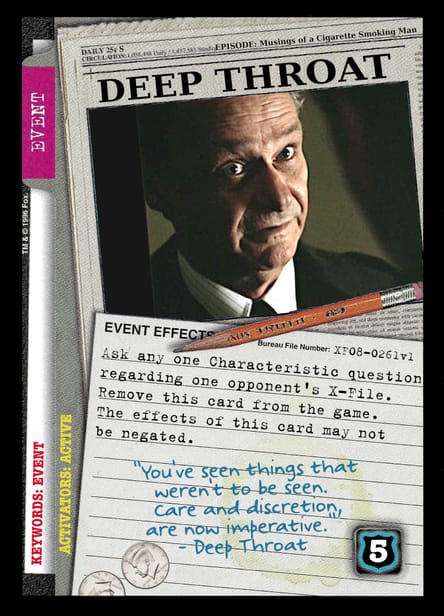 DAILY 25¢ S
EPISODE: Musings of a Cigarette Smoking Man
DEEP THROAT
EVENT
TM & © 1996 Fox.
EVENT EFFECTS
Bureau File Number: XF08-0261v1
Ask any one Characteristic question
regarding one opponent's X-File.
Remove this card from the game.
The effects of this card may not
be negated.
"You've seen things that
weren't to be seen.
Care and discretion,
are now imperative.
- Deep Throat
KEYWORDS: EVENT
ACTIVATORS: ACTIVE
5